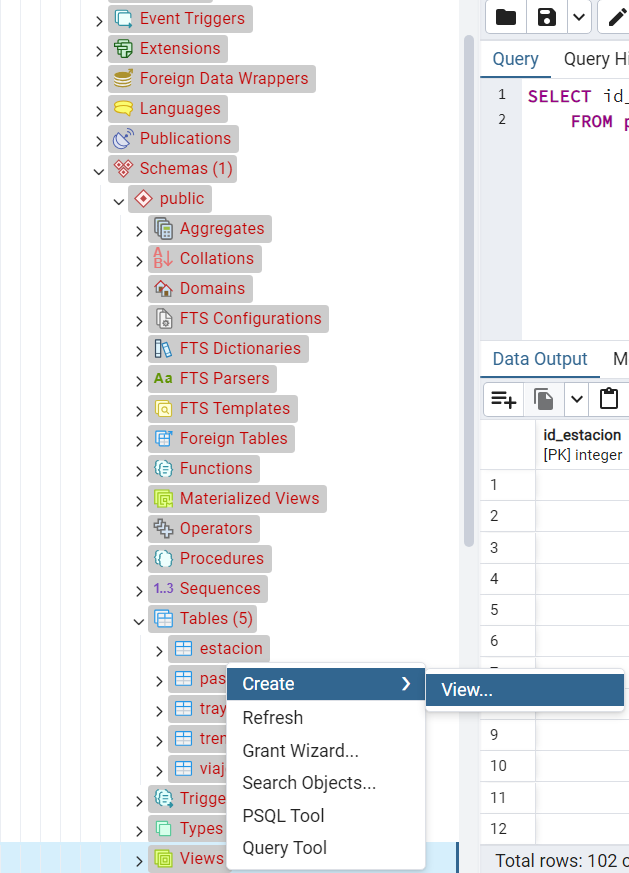 Event Triggers
Extensions
Foreign Data Wrappers
Languages
Publications
Schemas (1)
public
Aggregates
Collations
Domains
FTS Configurations
FTS Dictionaries
Aa FTS Parsers
FTS Templates
Foreign Tables
Functions
Materialized Views
Operators
Procedures
1..3 Sequences
Tables (5)
estacion
pas
tray
tren
viaj
Trigge
Types
Views
Create
View...
Refresh
Grant Wizard...
Search Objects...
PSQL Tool
Query Tool
Query Query Hi
1 SELECT id_
2 FROM p
Data Output M
id_estacion
[PK] integer
1
2
3
4
5
6
9
10
11
12
Total rows: 102 o